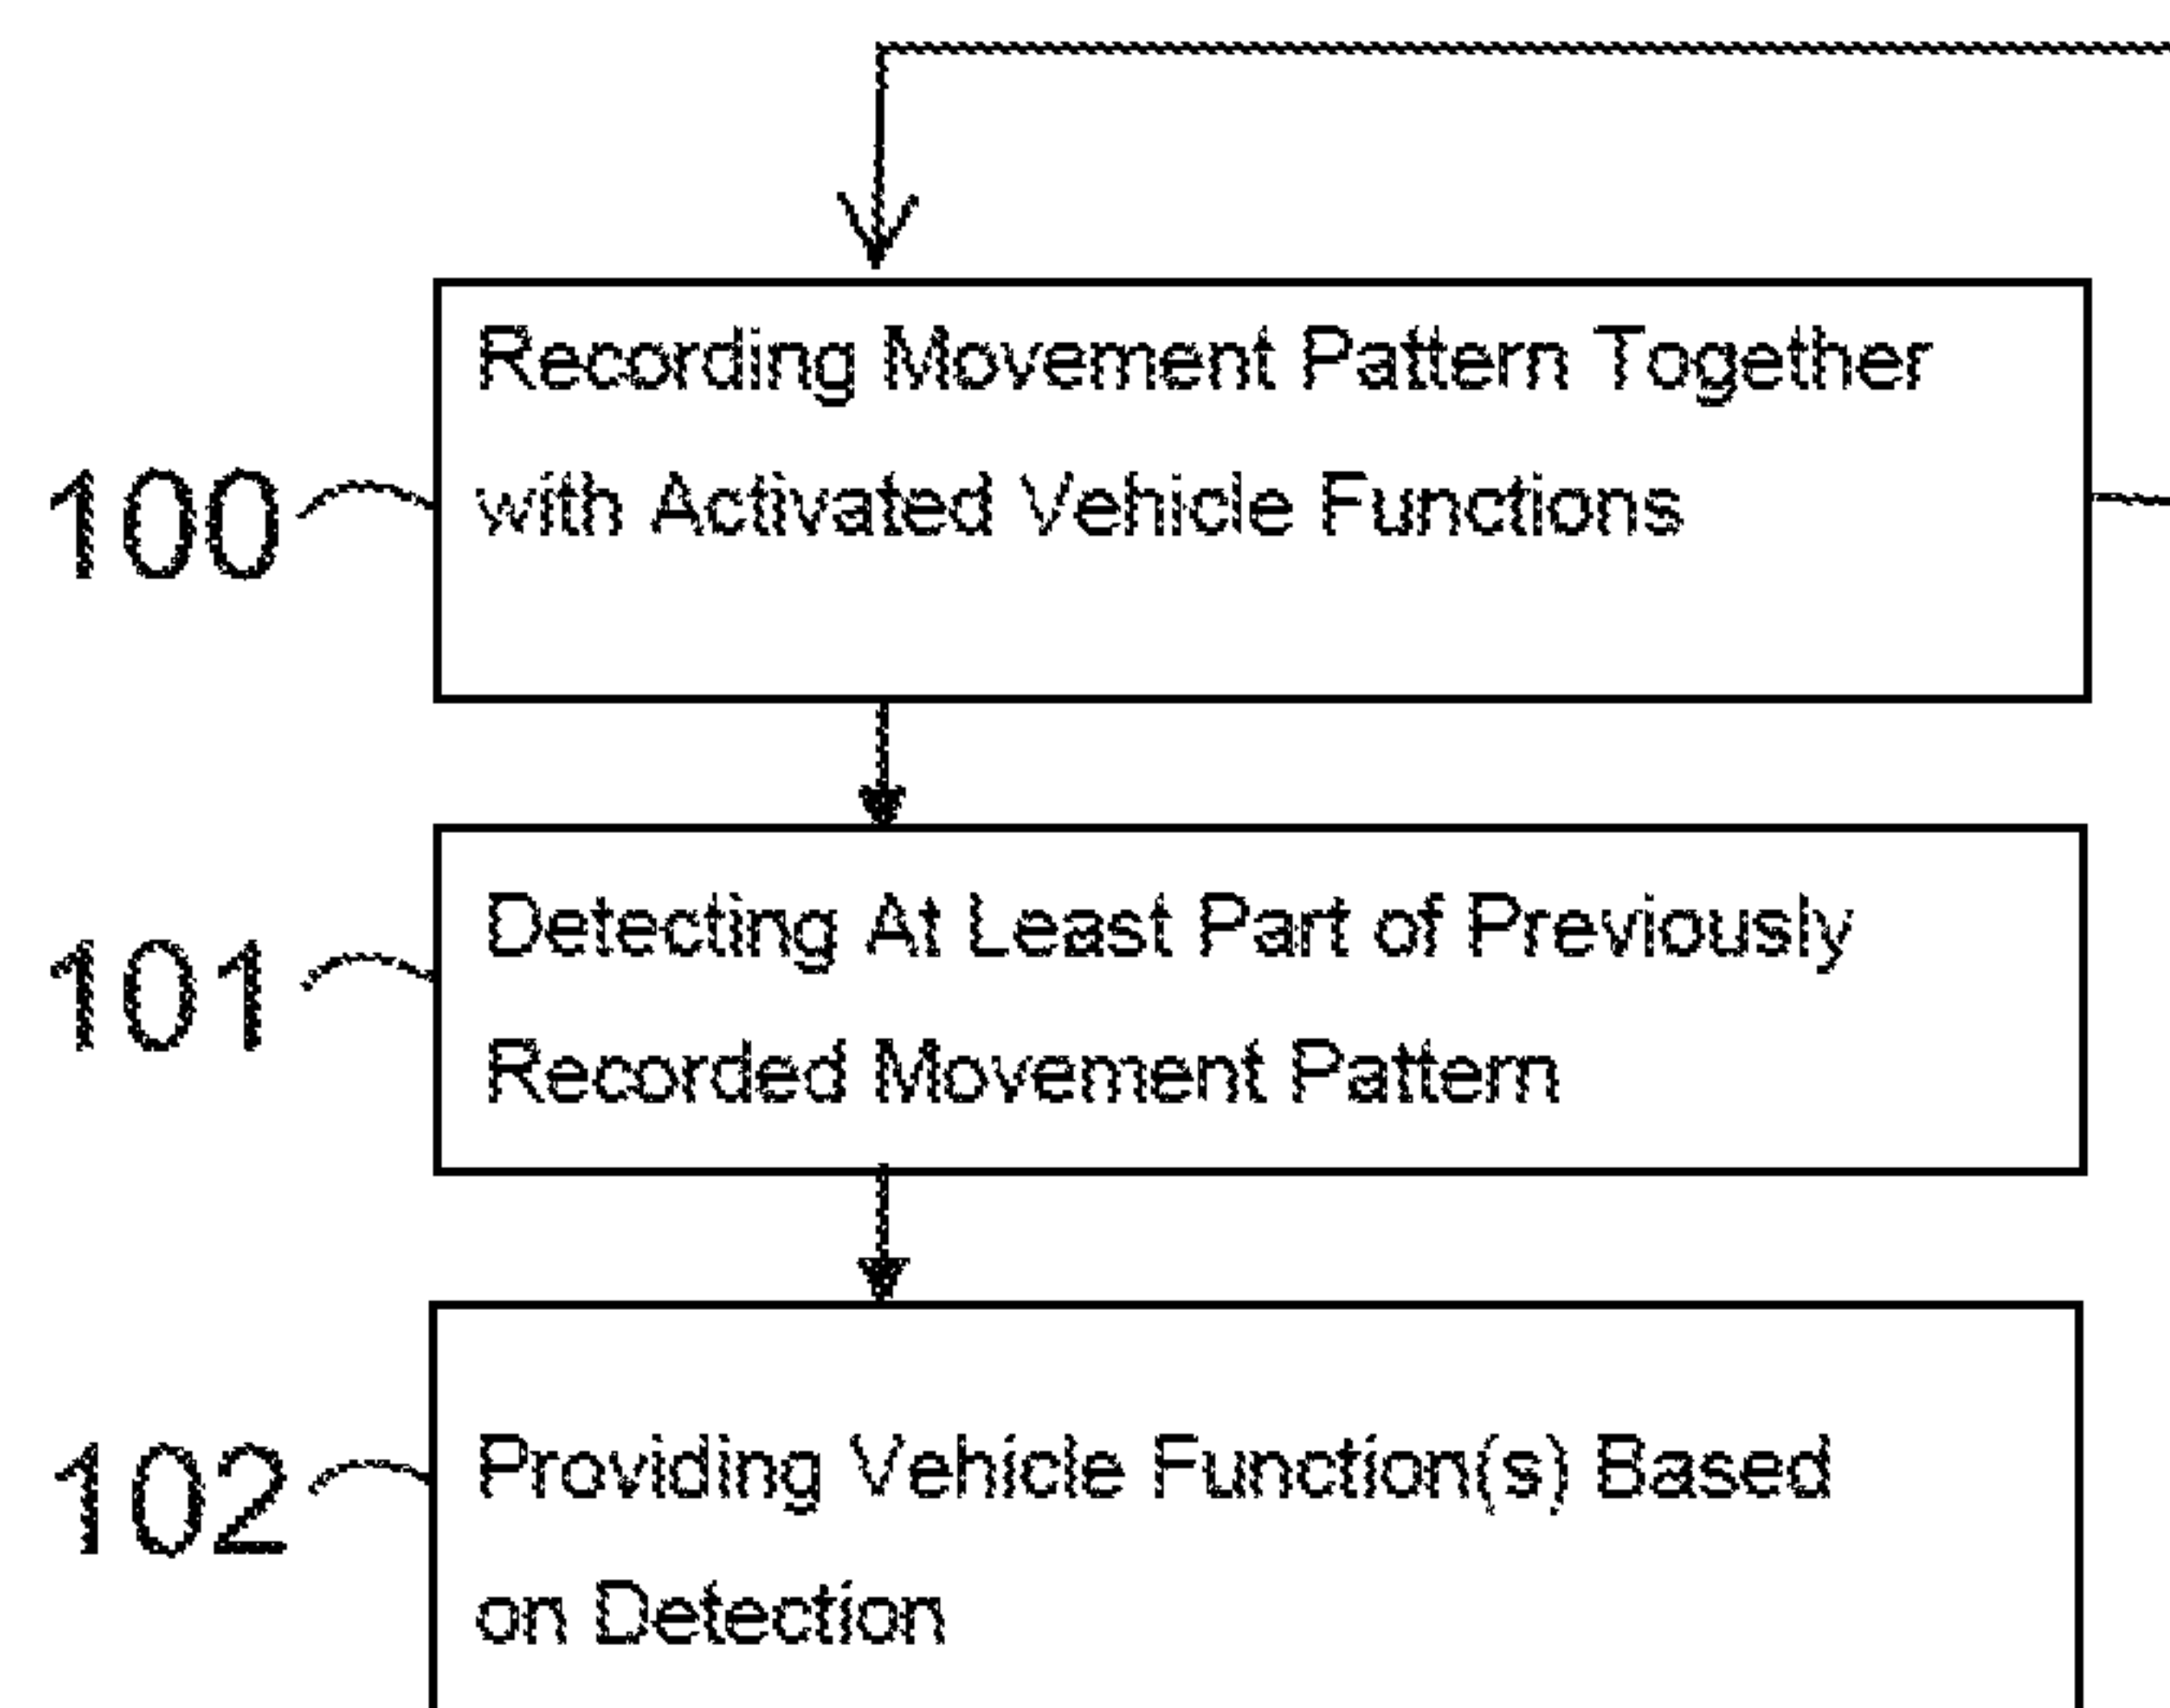 Recording Movement Pattern Together
100
with Activated Vehicle Functions
Detecting At Least Part of Previously
101
Recorded Movement Pattern
102
Providing Vehicle Function(s) Based
on Detection